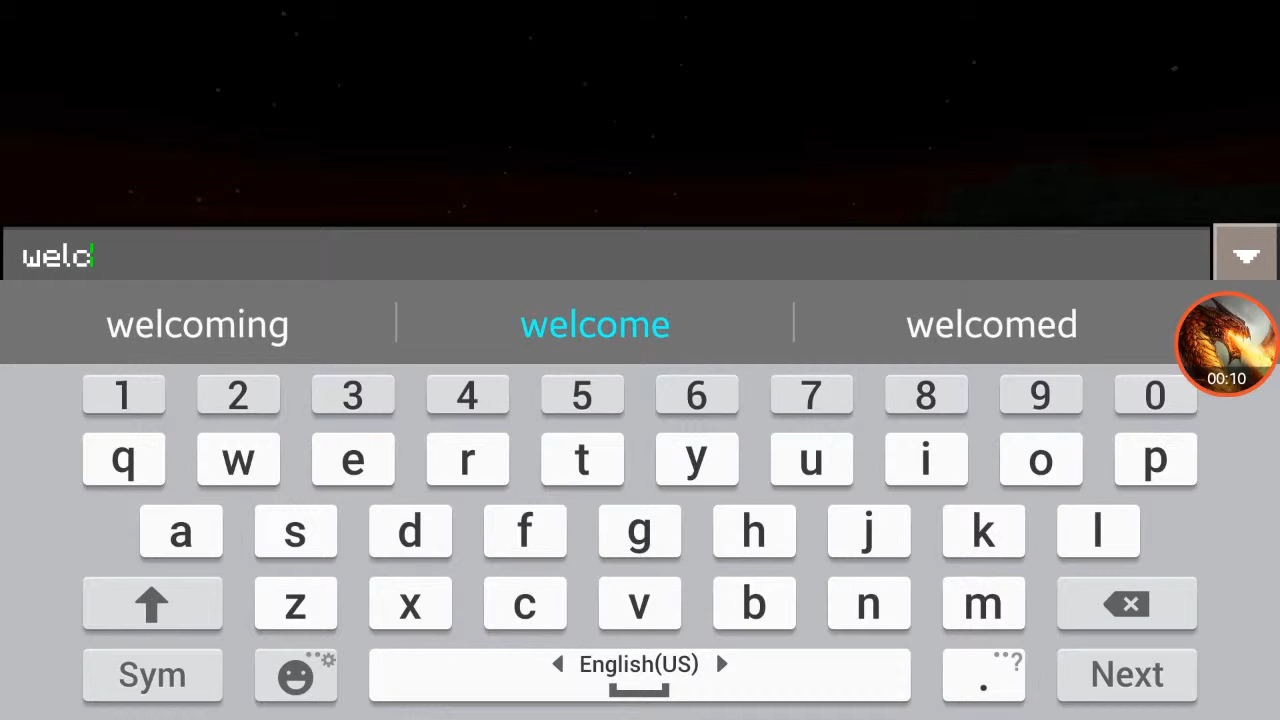 welc
welcoming welcome welcomed
00:10
1 2 3 4 5 6 7 8 9 0
q w e r t y u i o p
a s d f g h j k l
z x c v b n m
Sym English(US) . ? Next